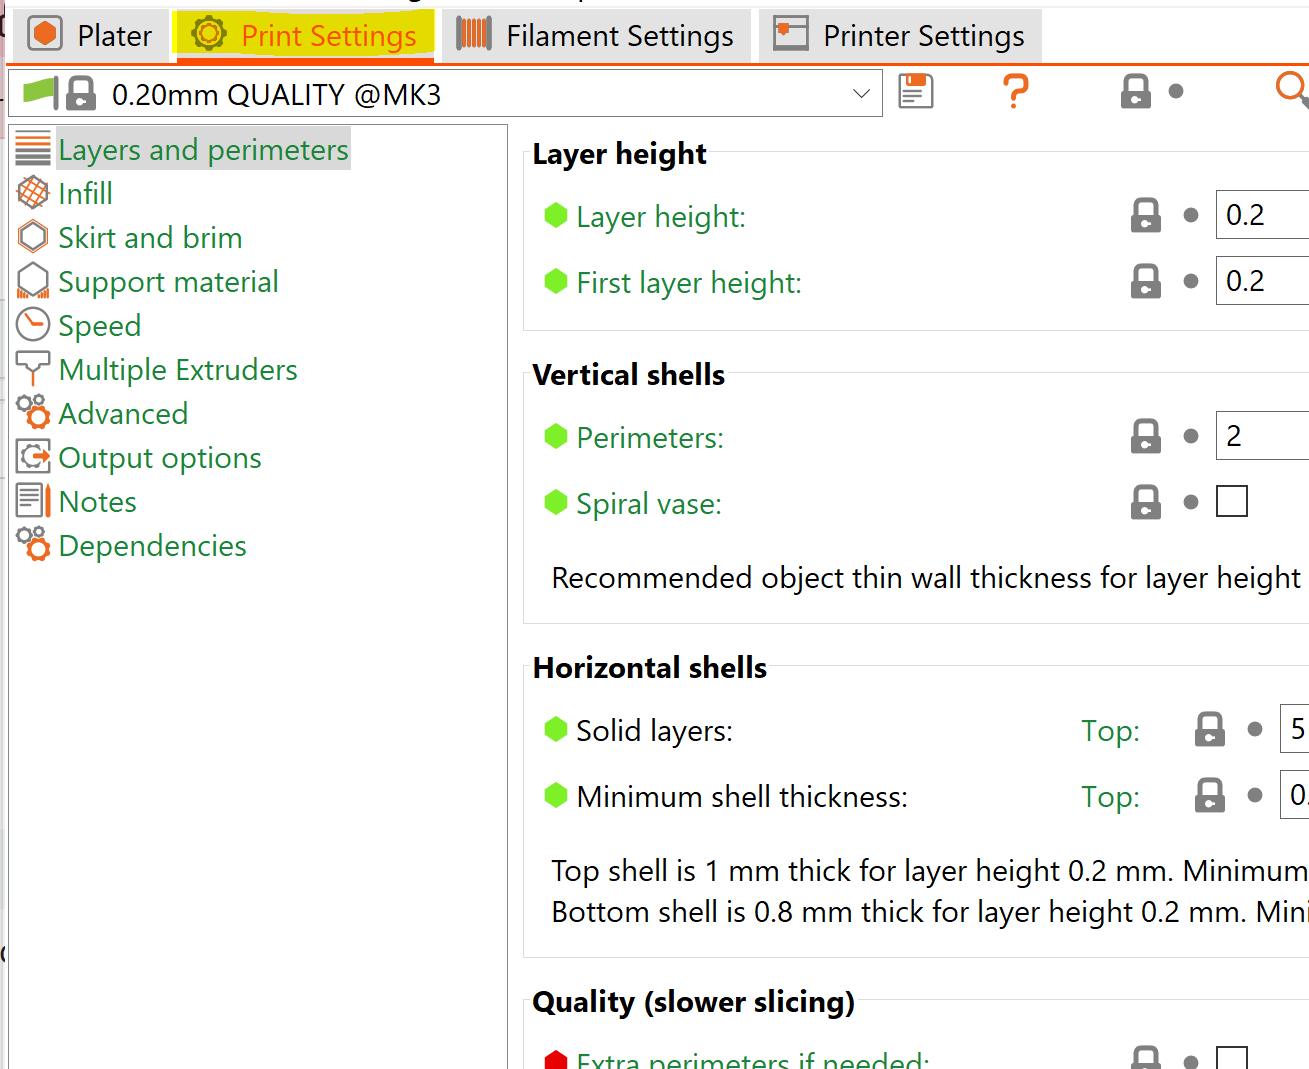 Plater Print Settings Filament Settings Printer Settings
0.20mm QUALITY @MK3
Layers and perimeters
Infill
Skirt and brim
Support material
Speed
Multiple Extruders
Advanced
Output options
Notes
Dependencies
Layer height
Layer height: 0.2
First layer height: 0.2
Vertical shells
Perimeters: 2
Spiral vase:
Recommended object thin wall thickness for layer height
Horizontal shells
Solid layers: Top: 5
Minimum shell thickness: Top: 0.
Top shell is 1 mm thick for layer height 0.2 mm. Minimum
Bottom shell is 0.8 mm thick for layer height 0.2 mm. Mini
Quality (slower slicing)
Extra perimeters if needed: